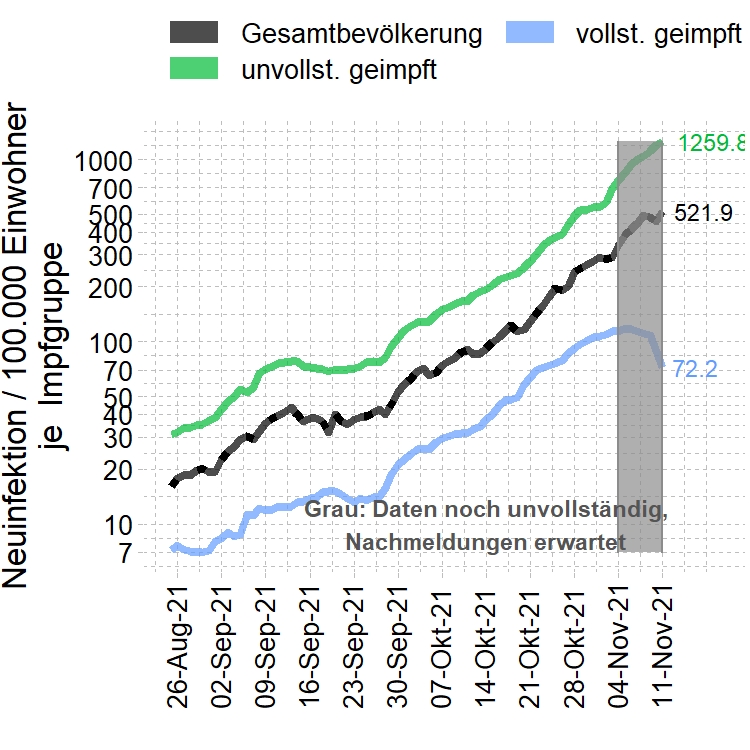 Gesamtbevölkerung
vollst. geimpft
unvollst. geimpft
Neuinfektion / 100.000 Einwohner
je Impfgruppe
1000
700
500
400
300
200
100
70
50
40
30
20
10
7
1259.8
521.9
72.2
Grau: Daten noch unvollständig,
Nachmeldungen erwartet
26-Aug-21
02-Sep-21
09-Sep-21
16-Sep-21
23-Sep-21
30-Sep-21
07-Okt-21
14-Okt-21
21-Okt-21
28-Okt-21
04-Nov-21
11-Nov-21